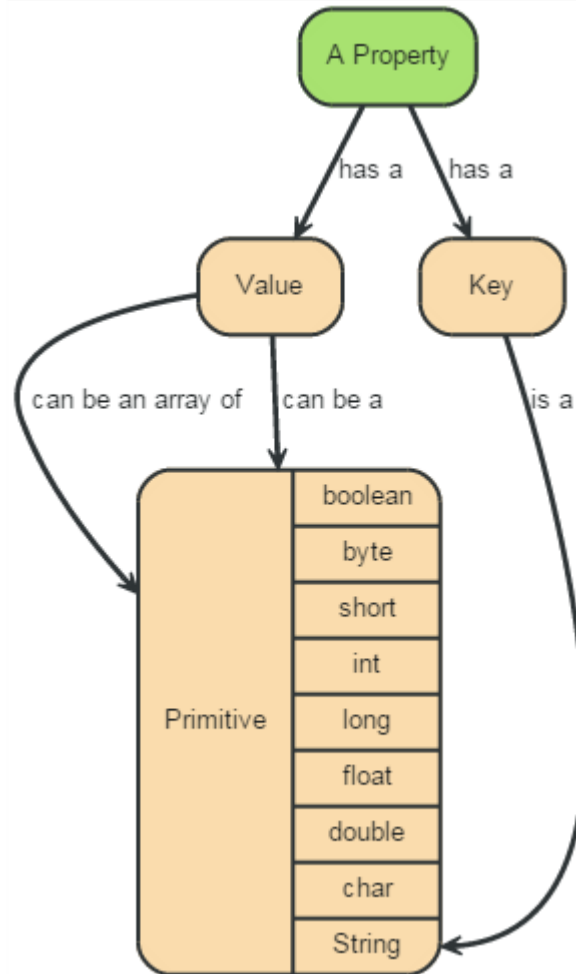 A Property
has a
has a
Value
Key
can be an array of
can be a
is a
Primitive
boolean
byte
short
int
long
float
double
char
String